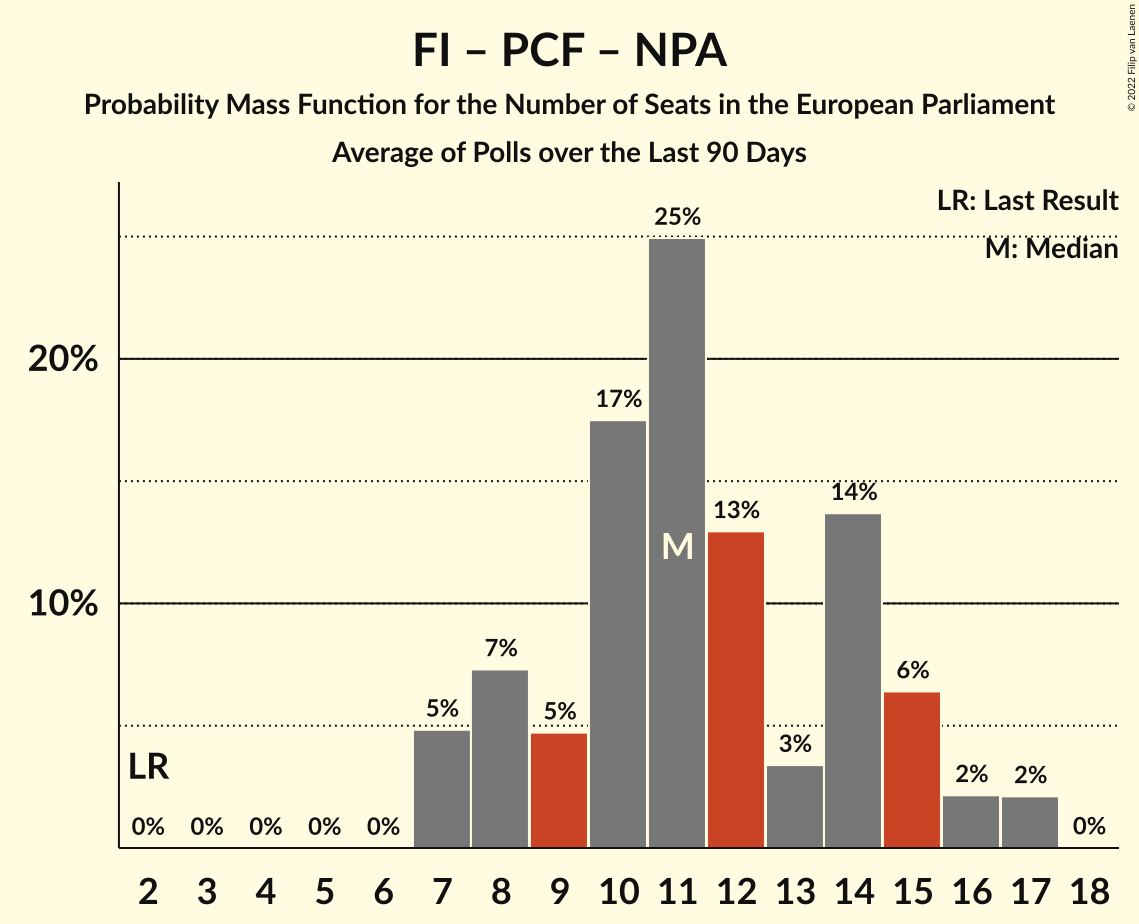 FI – PCF – NPA
Probability Mass Function for the Number of Seats in the European Parliament
Average of Polls over the Last 90 Days
© 2022 Filip van Laenen
LR: Last Result
M: Median
25%
20%
17%
14%
13%
M
10%
7%
6%
5%
5%
3%
LR
2%
2%
0%
0%
0%
0%
0%
0%
2 3 4 5 6 7 8 9 10 11 12 13 14 15 16 17 18